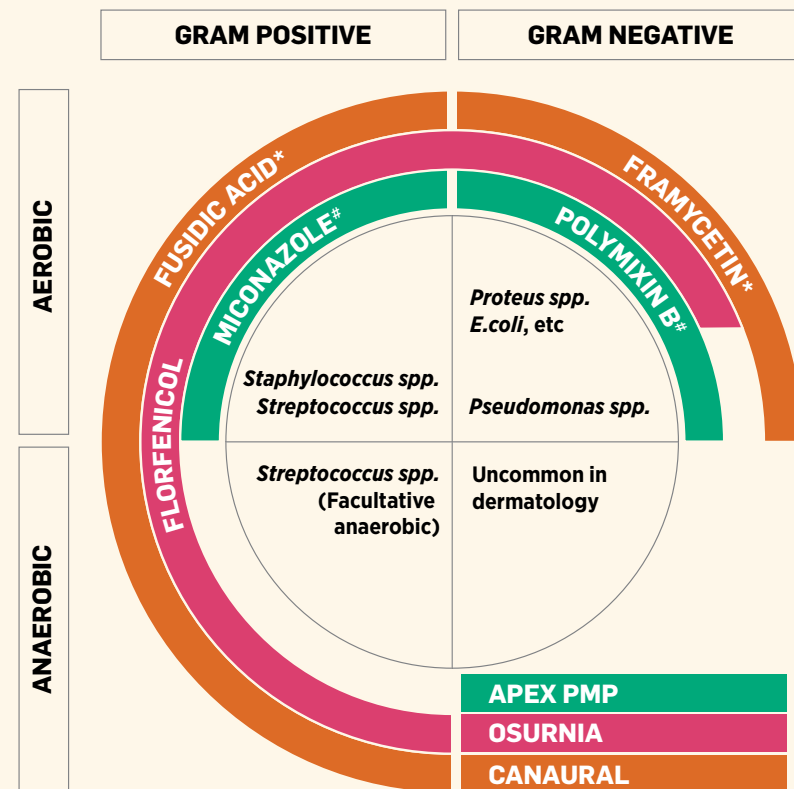 GRAM POSITIVE
GRAM NEGATIVE
AEROBIC
ANAEROBIC
FUSIDIC ACID*
FRAMYCETIN*
MICONAZOLE#
POLYMIXIN B#
FLORFENICOL
Proteus spp.
E.coli, etc
Staphylococcus spp.
Streptococcus spp.
Pseudomonas spp.
Streptococcus spp.
(Facultative
anaerobic)
Uncommon in
dermatology
APEX PMP
OSURNIA
CANAURAL